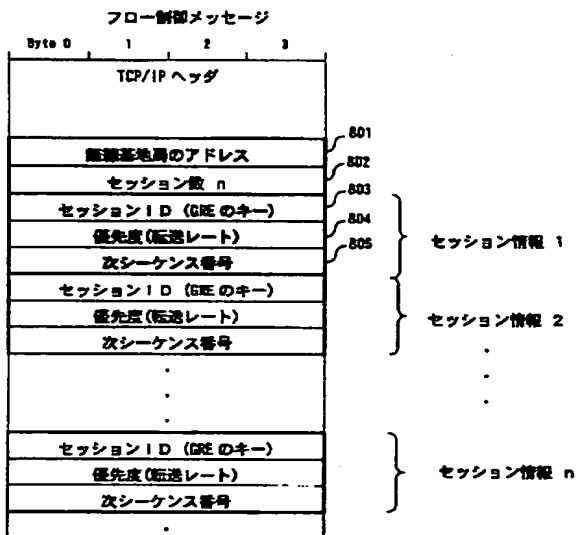 フロー制御メッセージ
Byte 0 1 2 3
TCP/IP ヘッダ
無線基地局のアドレス 801
セッション数 n 802
セッションID (GREのキー) 803
優先度(転送レート) 804
次シーケンス番号 805
セッション情報 1
セッションID (GREのキー)
優先度(転送レート)
次シーケンス番号
セッション情報 2
セッションID (GREのキー)
優先度(転送レート)
次シーケンス番号
セッション情報 n